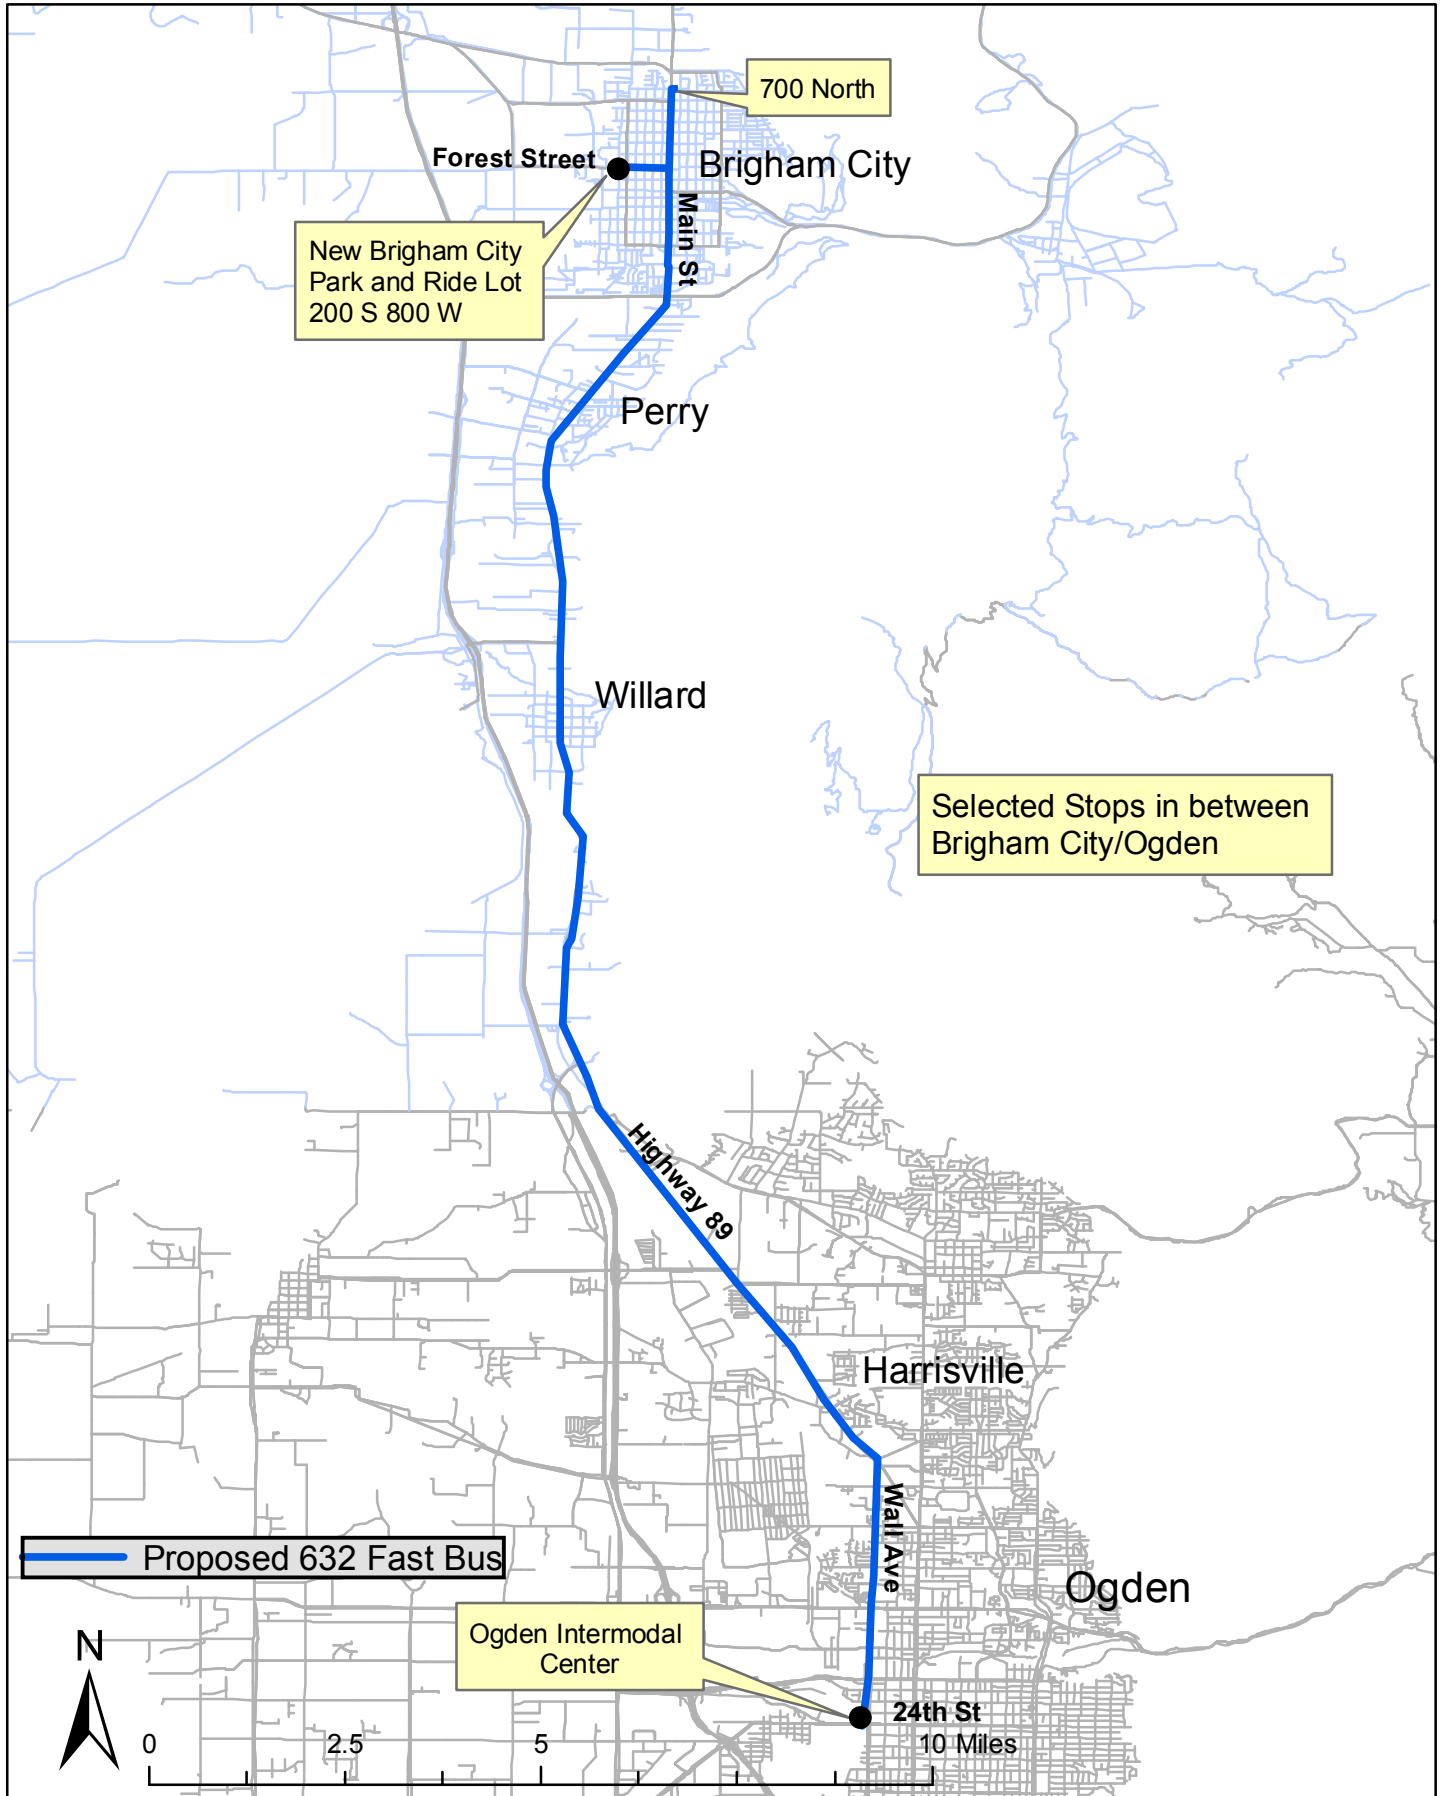 700 North
Forest Street
Brigham City
Main St
New Brigham City
Park and Ride Lot
200 S 800 W
Perry
Willard
Selected Stops in between
Brigham City/Ogden
Highway 89
Harrisville
Wall Ave
Proposed 632 Fast Bus
Ogden
Ogden Intermodal
Center
N
24th St
0 2.5 5 10 Miles